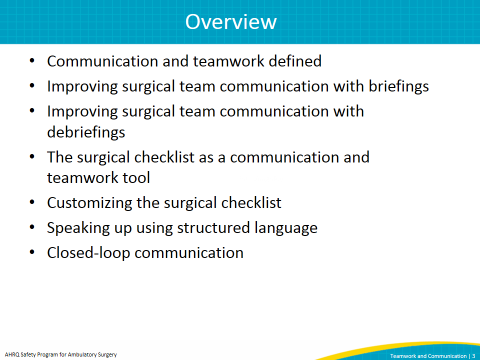 Overview
• Communication and teamwork defined
• Improving surgical team communication with briefings
• Improving surgical team communication with
debriefings
• The surgical checklist as a communication and
teamwork tool
• Customizing the surgical checklist
• Speaking up using structured language
• Closed-loop communication
AHRQ Safety Program for Ambulatory Surgery
Teamwork and Communication | 3